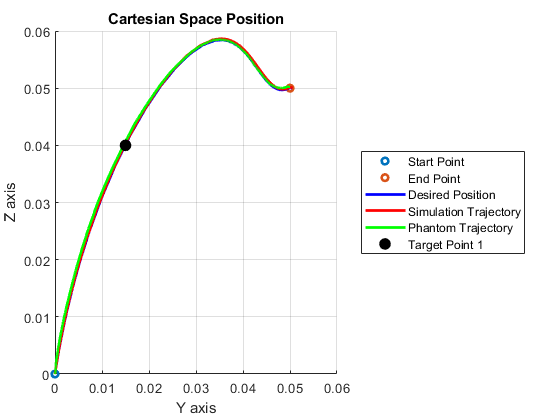 Cartesian Space Position
0.06
0.05
0.04
0.03
0.02
0.01
0
Z axis
0 0.01 0.02 0.03 0.04 0.05 0.06
Y axis
Start Point
End Point
Desired Position
Simulation Trajectory
Phantom Trajectory
Target Point 1